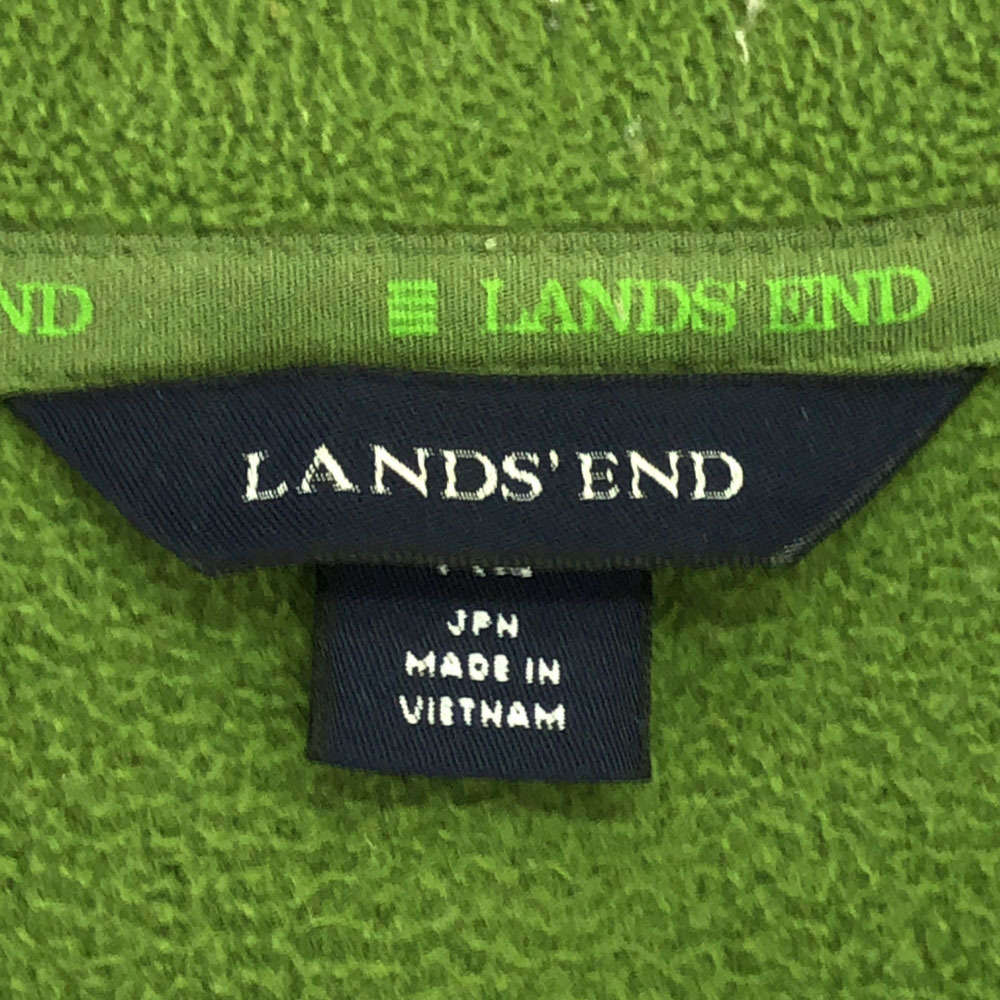 ND LANDS' END
LANDS' END
JPN
MADE IN
VIETNAM